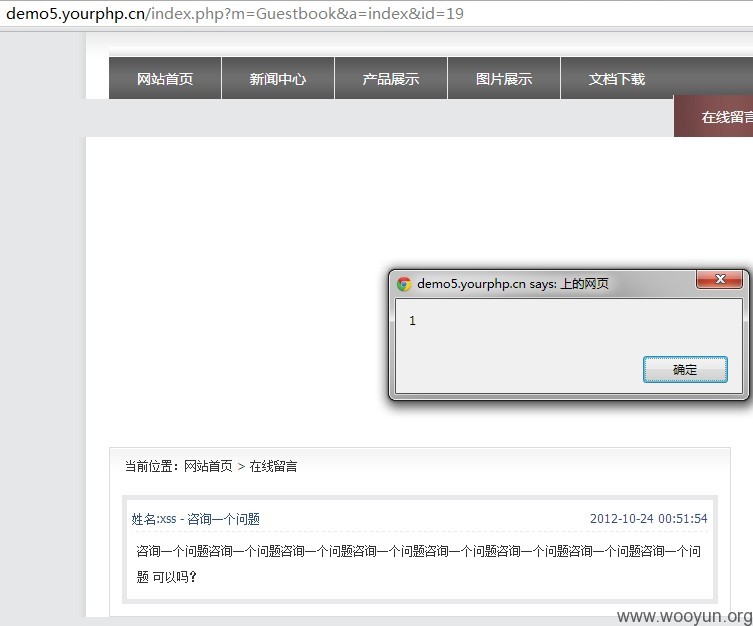 demo5.yourphp.cn/index.php?m=Guestbook&a=index&id=19
网站首页 新闻中心 产品展示 图片展示 文档下载
在线留言
demo5.yourphp.cn says: 上的网页
1
确定
当前位置：网站首页 > 在线留言
姓名:xss - 咨询一个问题 2012-10-24 00:51:54
咨询一个问题咨询一个问题咨询一个问题咨询一个问题咨询一个问题咨询一个问题咨询一个问题咨询一个问
题 可以吗?
www.wooyun.org